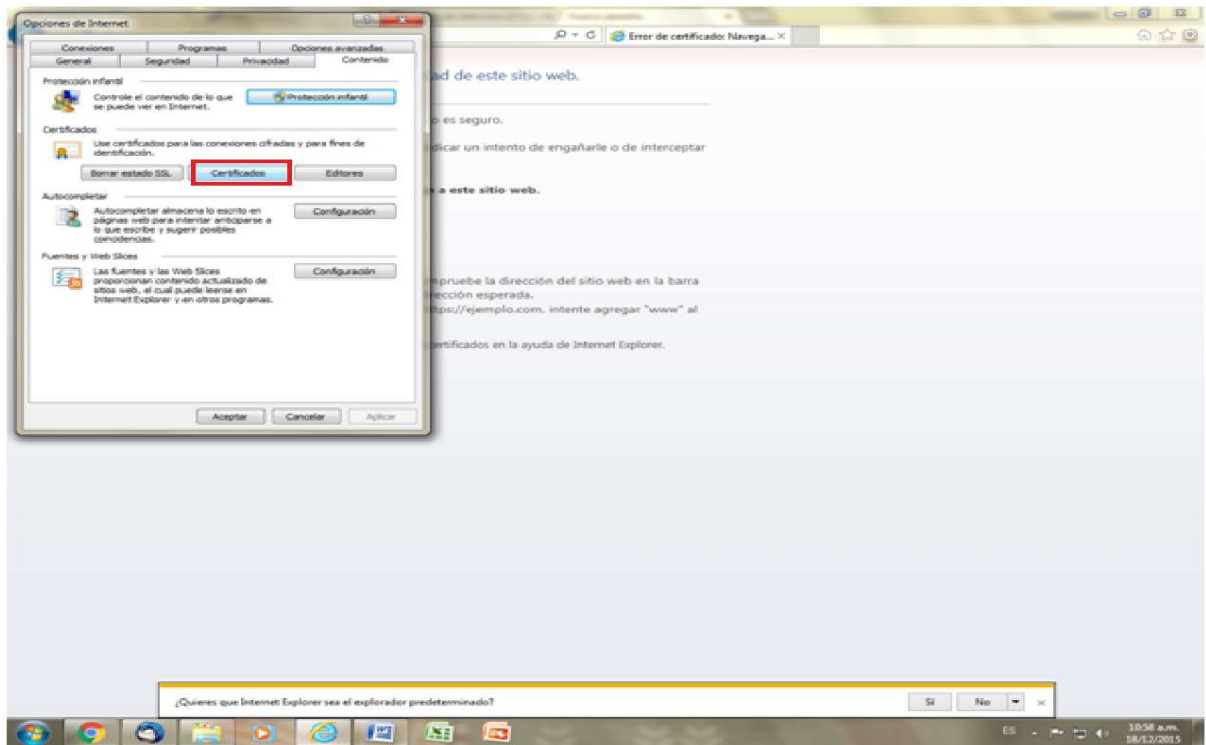 Opciones de Internet
Conexiones Programas Opciones avanzadas
General Seguridad Privacidad Contenido
Protección infantil
Controle el contenido de lo que
se puede ver en Internet.
Protección infantil
Certificados
Use certificados para las conexiones cifradas y para fines de
identificación.
Borrar estado SSL Certificados Editores
Autocompletar
Autocompletar almacena lo escrito en
páginas web para intentar anticiparse a
lo que escribe y sugerir posibles
coincidencias.
Configuración
Fuentes y Web Slices
Las fuentes y las Web Slices
proporcionan contenido actualizado de
sitios web, el cual puede leerse en
Internet Explorer y en otros programas.
Configuración
Aceptar Cancelar Aplicar
Error de certificado: Navega...
ad de este sitio web.
o es seguro.
dicar un intento de engañarle o de interceptar
a este sitio web.
mpruebe la dirección del sitio web en la barra
rección esperada.
ttps://ejemplo.com. intente agregar "www" al
certificados en la ayuda de Internet Explorer.
¿Quieres que Internet Explorer sea el explorador predeterminado?
Sí No
ES
10:58 a.m.
18/12/2015